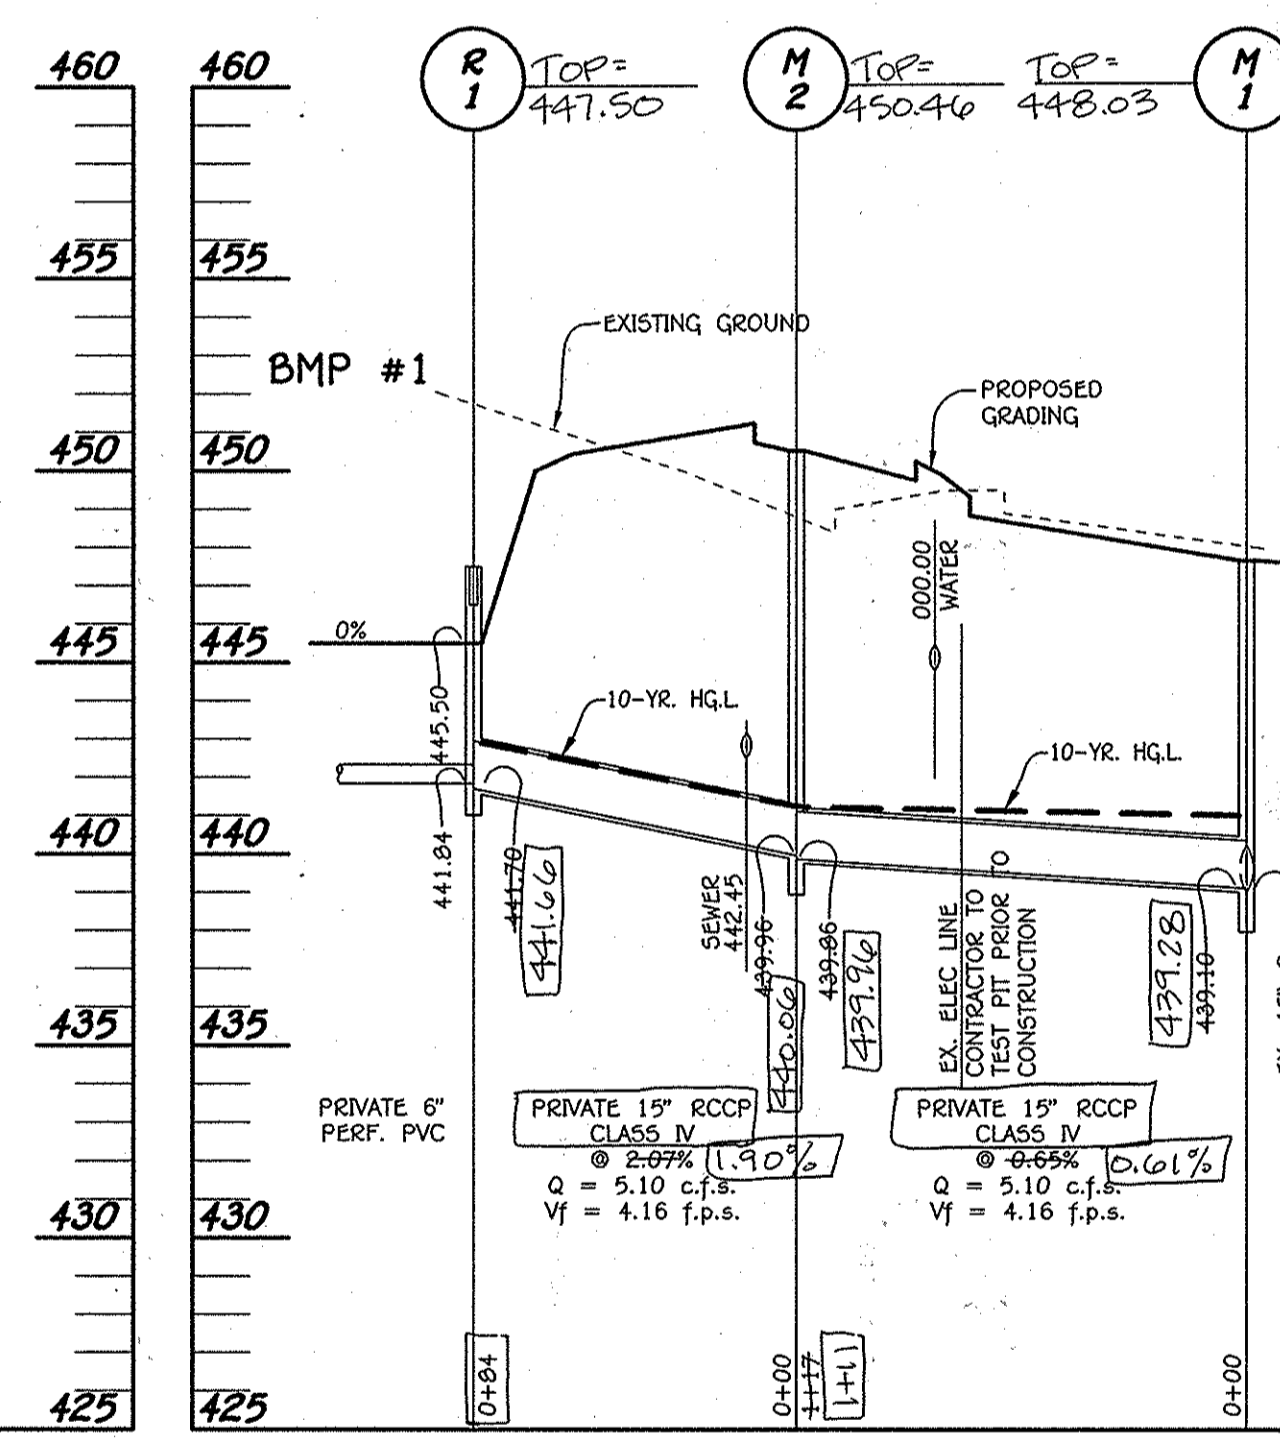 460
460
455
455
450
450
445
445
440
440
435
435
430
430
425
425
R
1
TOP=
447.50
M
2
TOP=
450.46
TOP=
448.03
M
1
EXISTING GROUND
BMP #1
PROPOSED
GRADING
000.00
WATER
0%
445.50
10-YR. HG.L.
10-YR. HG.L.
441.84
441.70
441.66
SEWER
442.45
439.96
440.06
439.86
439.96
EX. ELEC LINE
CONTRACTOR TO
TEST PIT PRIOR TO
CONSTRUCTION
439.28
439.10
PRIVATE 6"
PERF. PVC
PRIVATE 15" RCCP
CLASS IV
@ 2.07% 1.90%
Q = 5.10 c.f.s.
Vf = 4.16 f.p.s.
PRIVATE 15" RCCP
CLASS IV
@ 0.65% 0.61%
Q = 5.10 c.f.s.
Vf = 4.16 f.p.s.
0+84
0+00
1+17
1+11
0+00